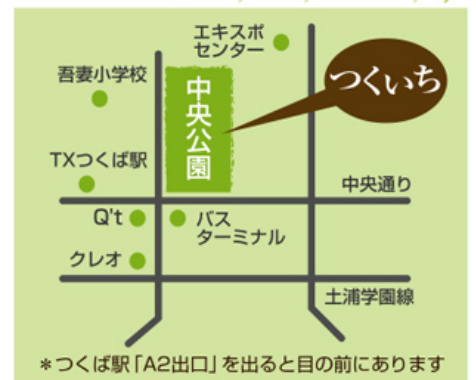 エキスポ
センター
吾妻小学校
つくいち
中央公園
TXつくば駅
中央通り
Q't
バス
ターミナル
クレオ
土浦学園線
＊つくば駅「A2出口」を出ると目の前にあります